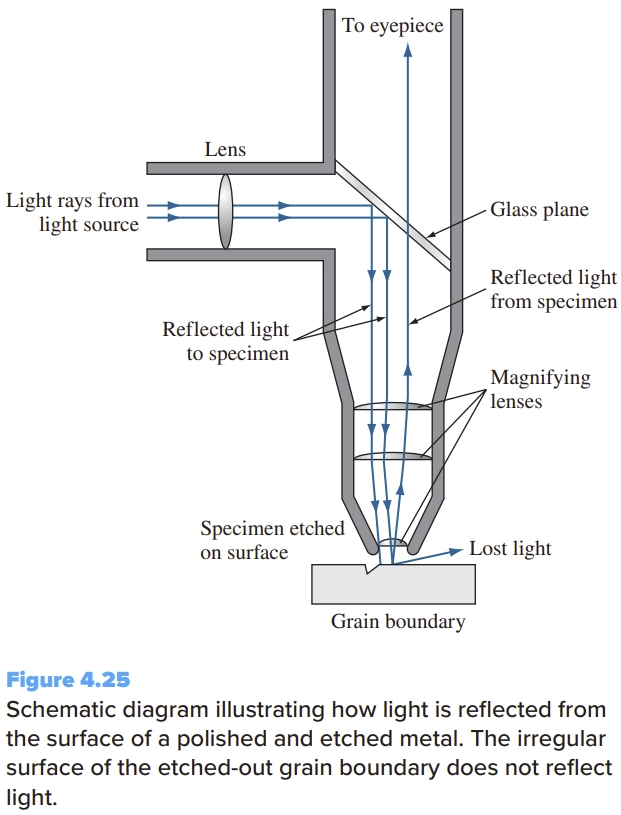 To eyepiece
Lens
Light rays from
light source
Glass plane
Reflected light
from specimen
Reflected light
to specimen
Magnifying
lenses
Specimen etched
on surface
Lost light
Grain boundary
Figure 4.25
Schematic diagram illustrating how light is reflected from
the surface of a polished and etched metal. The irregular
surface of the etched-out grain boundary does not reflect
light.